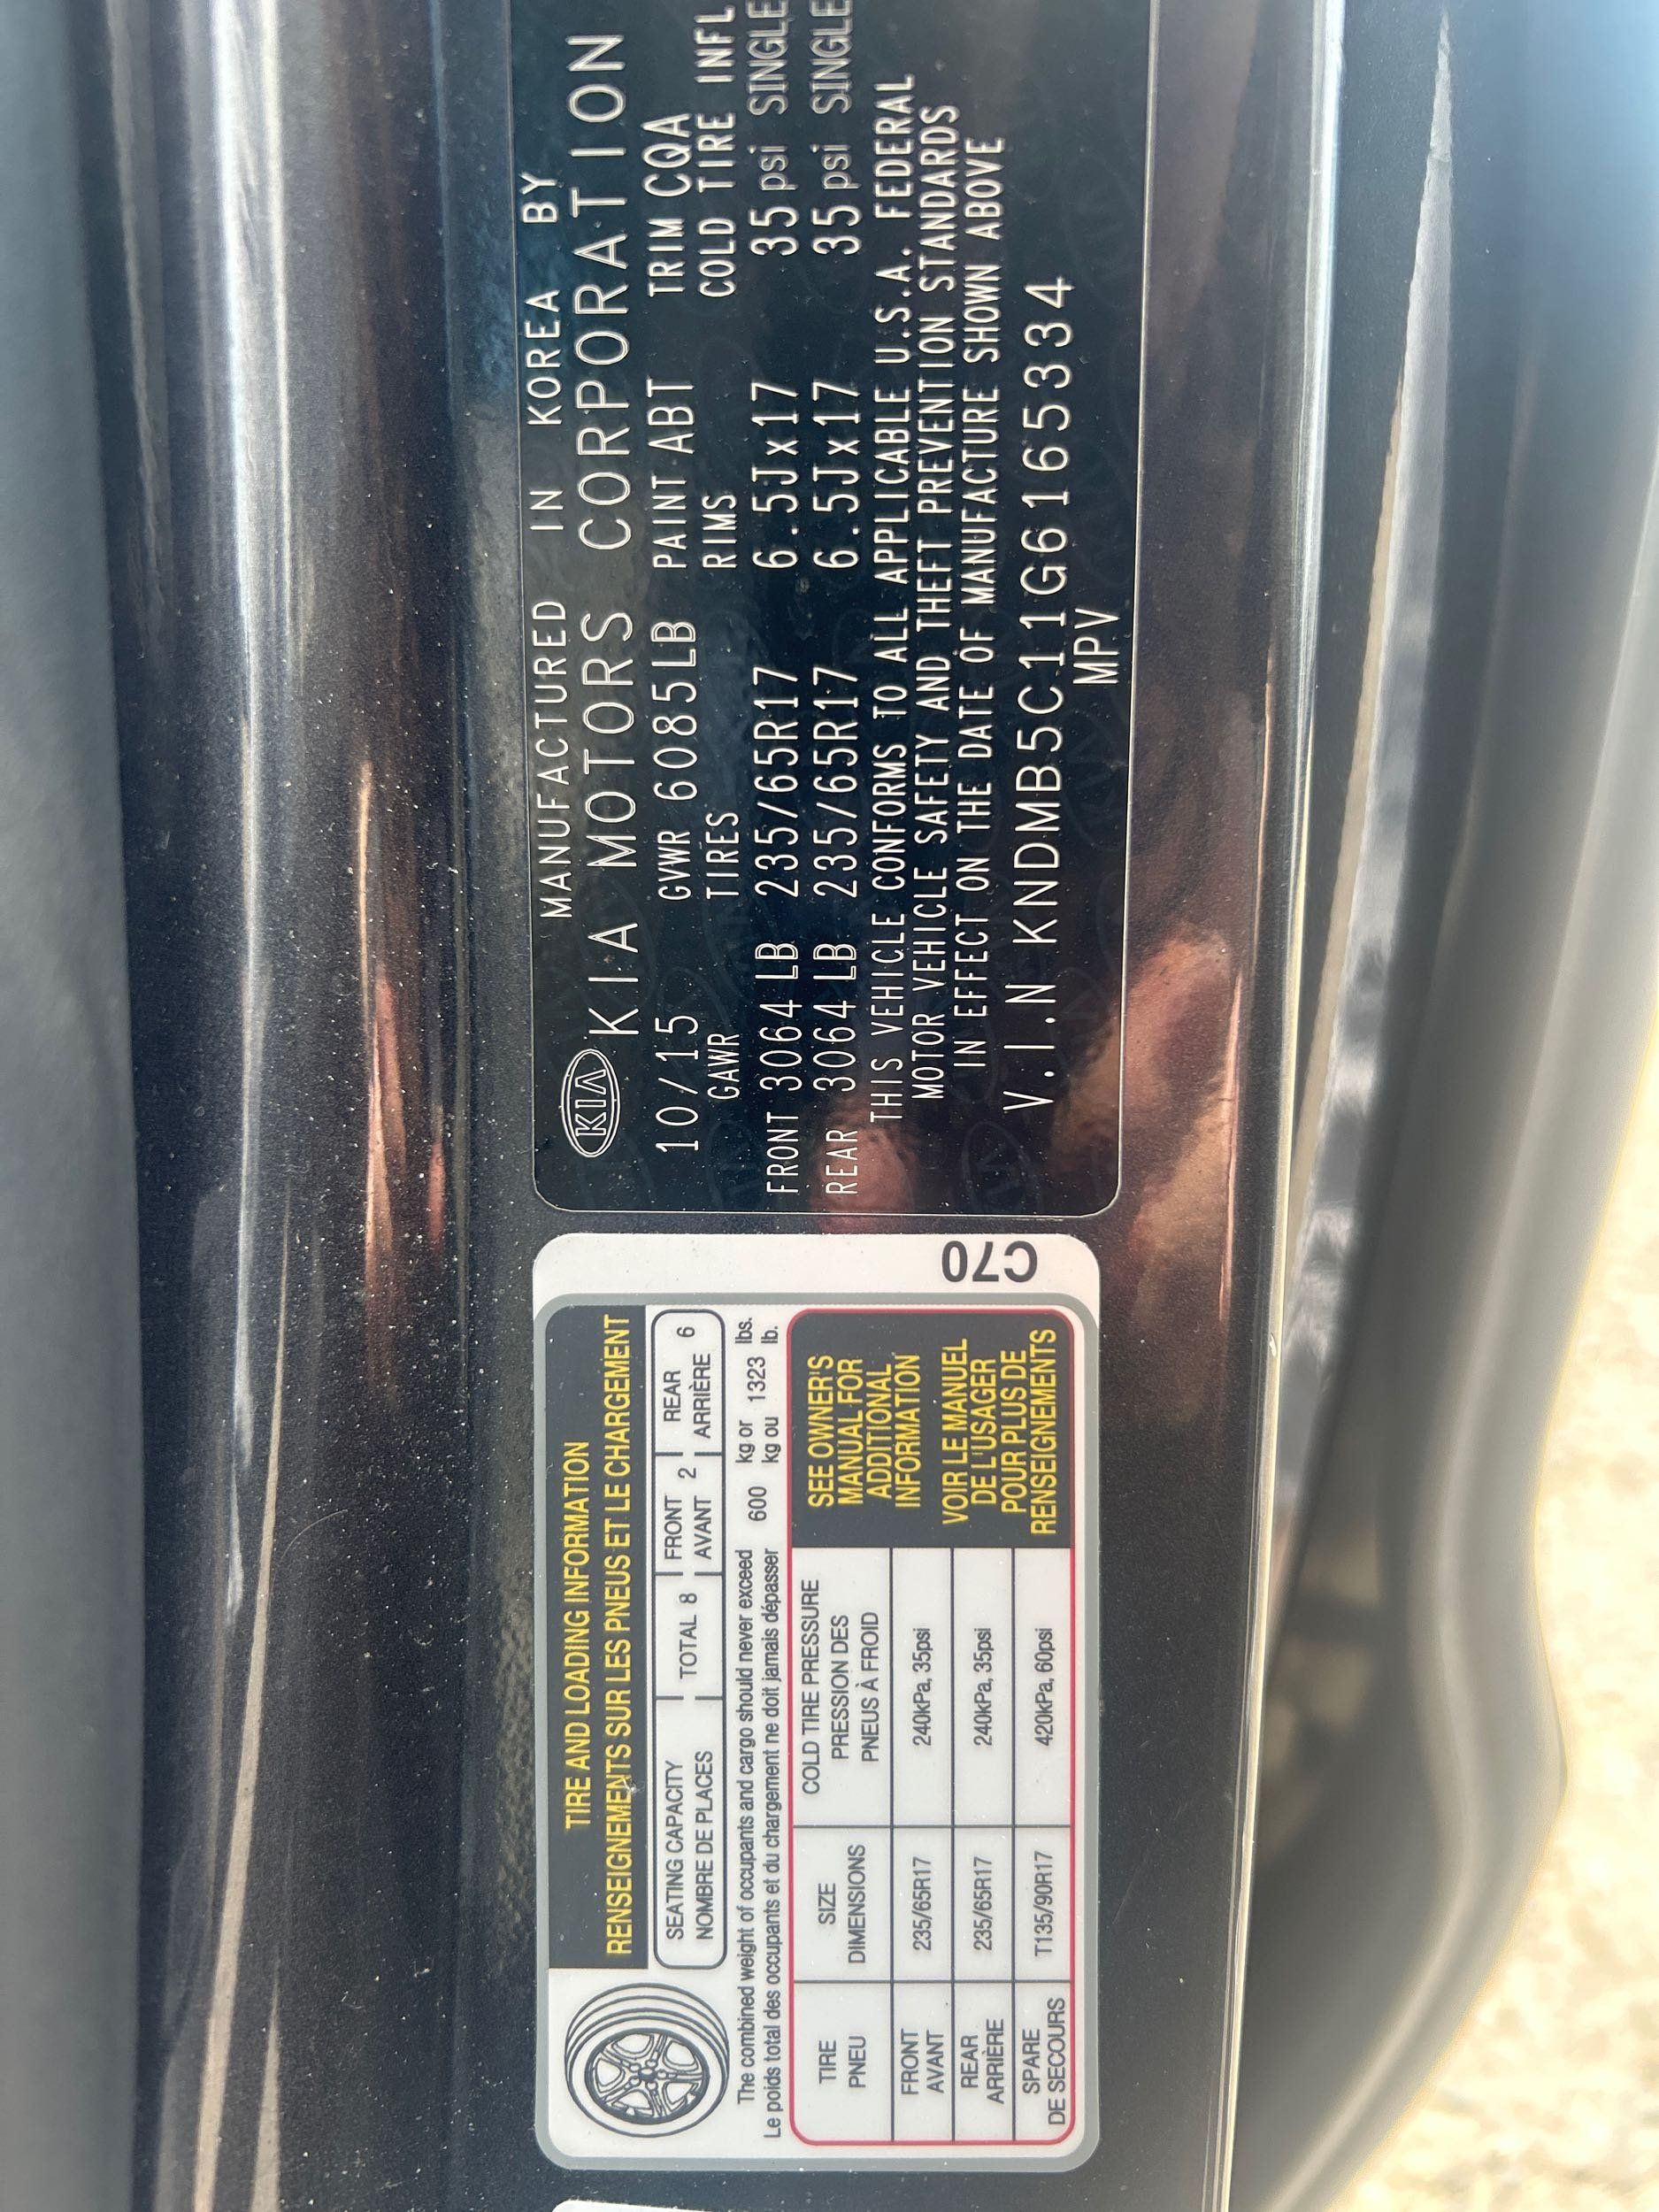 TIRE AND LOADING INFORMATION
RENSEIGNEMENTS SUR LES PNEUS ET LE CHARGEMENT
SEATING CAPACITY
NOMBRE DE PLACES
TOTAL 8
FRONT
AVANT 2
REAR
ARRIÈRE 6
The combined weight of occupants and cargo should never exceed 600 kg or 1323 lbs.
Le poids total des occupants et du chargement ne doit jamais dépasser kg ou lb.
TIRE
PNEU
SIZE
DIMENSIONS
COLD TIRE PRESSURE
PRESSION DES
PNEUS À FROID
FRONT
AVANT
235/65R17
240kPa, 35psi
REAR
ARRIÈRE
235/65R17
240kPa, 35psi
SPARE
DE SECOURS
T135/90R17
420kPa, 60psi
SEE OWNER'S
MANUAL FOR
ADDITIONAL
INFORMATION
VOIR LE MANUEL
DE L'USAGER
POUR PLUS DE
RENSEIGNEMENTS
C70
MANUFACTURED IN KOREA BY
KIA KIA MOTORS CORPORATION
10/15 GVWR 6085LB PAINT ABT TRIM CQA
GAWR TIRES RIMS COLD TIRE INFL
FRONT 3064 LB 235/65R17 6.5Jx17 35 psi SINGLE
REAR 3064 LB 235/65R17 6.5Jx17 35 psi SINGLE
THIS VEHICLE CONFORMS TO ALL APPLICABLE U.S.A. FEDERAL
MOTOR VEHICLE SAFETY AND THEFT PREVENTION STANDARDS
IN EFFECT ON THE DATE OF MANUFACTURE SHOWN ABOVE
V.I.N KNDMB5C11G6165334
MPV